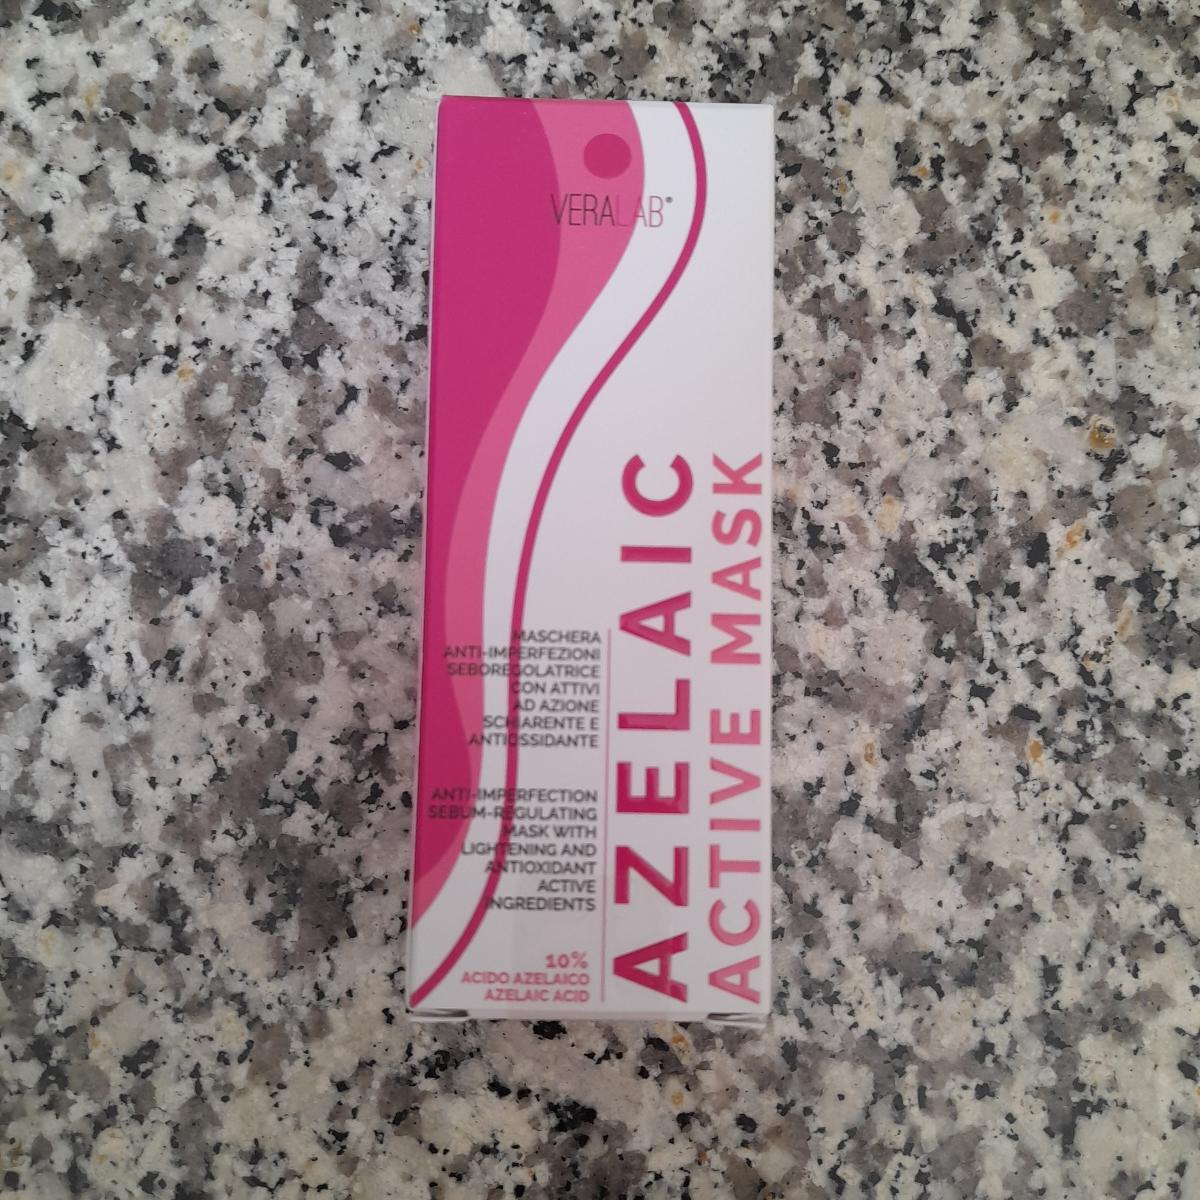 VERALAB®
AZELAIC
ACTIVE MASK
MASCHERA
ANTI-IMPERFEZIONI
SEBOREGOLATRICE
CON ATTIVI
AD AZIONE
SCHIARENTE E
ANTIOSSIDANTE
ANTI-IMPERFECTION
SEBUM-REGULATING
MASK WITH
LIGHTENING AND
ANTIOXIDANT
ACTIVE
INGREDIENTS
10%
ACIDO AZELAICO
AZELAIC ACID